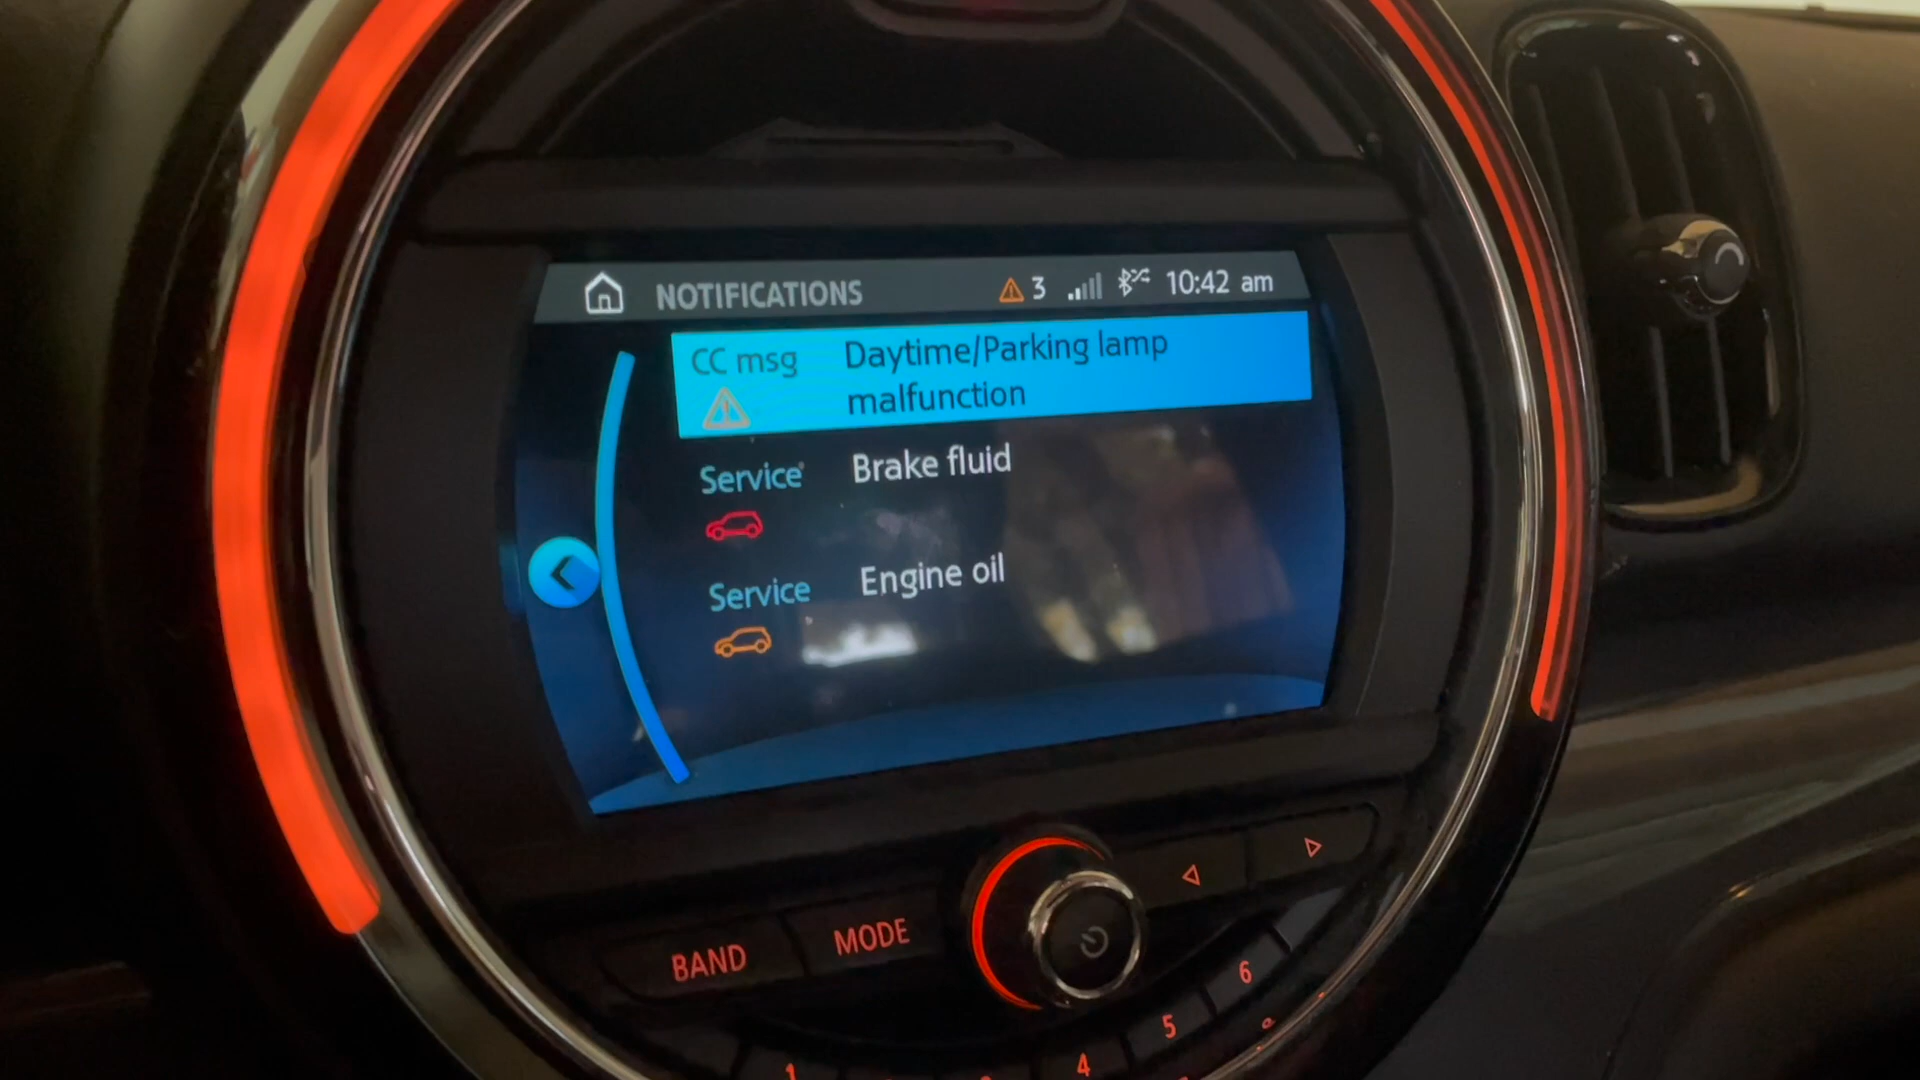 NOTIFICATIONS 3 10:42 am
CC msg Daytime/Parking lamp
malfunction
Service Brake fluid
Service Engine oil
BAND MODE
6
5
4
1